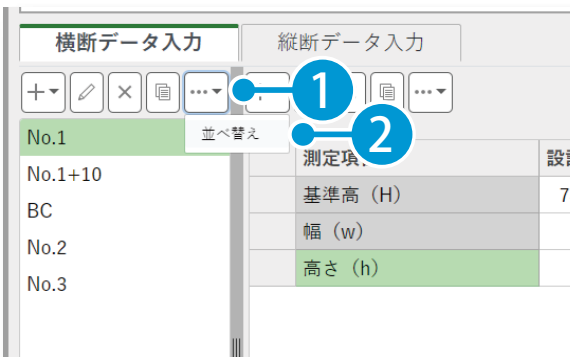 横断データ入力
縦断データ入力
1
並べ替え
2
No.1
No.1+10
BC
No.2
No.3
測定項
設
基準高（H）
7
幅（w）
高さ（h）